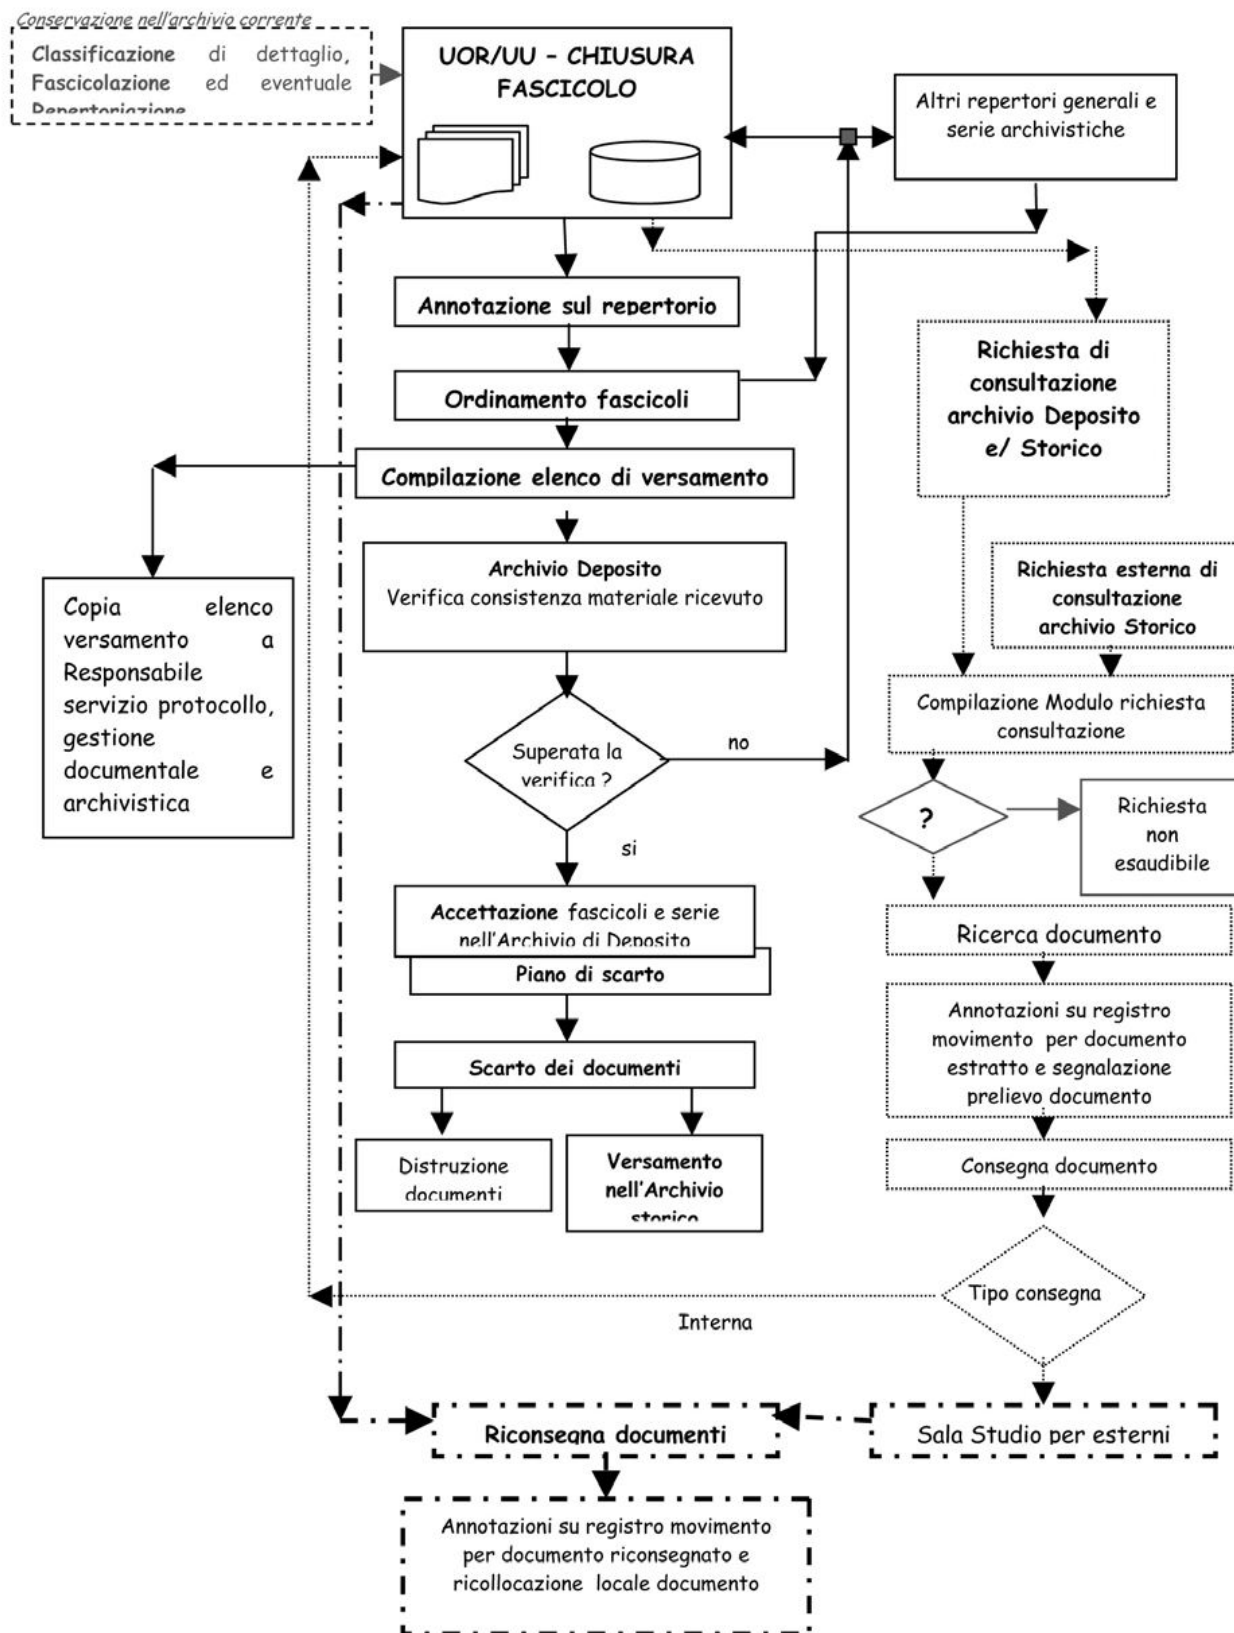 Conservazione nell'archivio corrente
Classificazione di dettaglio,
Fascicolazione ed eventuale
Repertoriazione
UOR/UU – CHIUSURA
FASCICOLO
Altri repertori generali e
serie archivistiche
Annotazione sul repertorio
Ordinamento fascicoli
Compilazione elenco di versamento
Richiesta di
consultazione
archivio Deposito
e/ Storico
Archivio Deposito
Verifica consistenza materiale ricevuto
Richiesta esterna di
consultazione
archivio Storico
Copia elenco
versamento a
Responsabile
servizio protocollo,
gestione
documentale e
archivistica
Compilazione Modulo richiesta
consultazione
Superata la
verifica ?
no
si
?
Richiesta
non
esaudibile
Accettazione fascicoli e serie
nell'Archivio di Deposito
Piano di scarto
Ricerca documento
Annotazioni su registro
movimento per documento
estratto e segnalazione
prelievo documento
Scarto dei documenti
Distruzione
documenti
Versamento
nell'Archivio
storico
Consegna documento
Tipo consegna
Interna
Riconsegna documenti
Sala Studio per esterni
Annotazioni su registro movimento
per documento riconsegnato e
ricollocazione locale documento